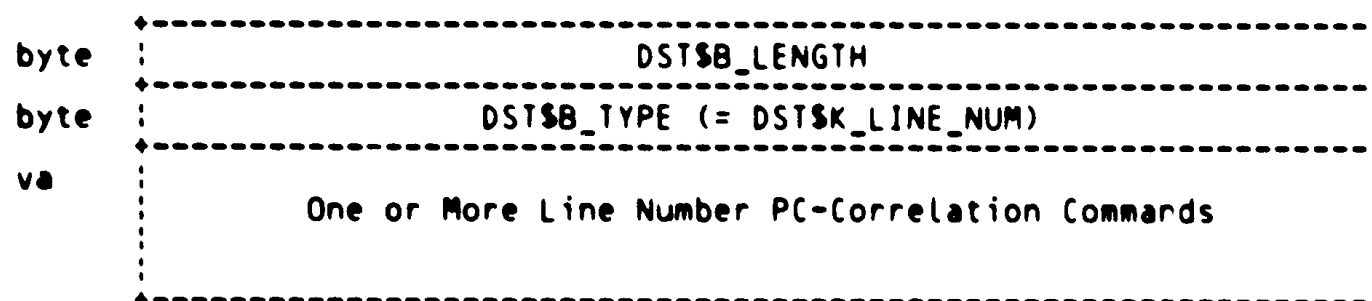 byte DST$B_LENGTH
byte DST$B_TYPE (= DST$K_LINE_NUM)
va
One or More Line Number PC-Correlation Commands